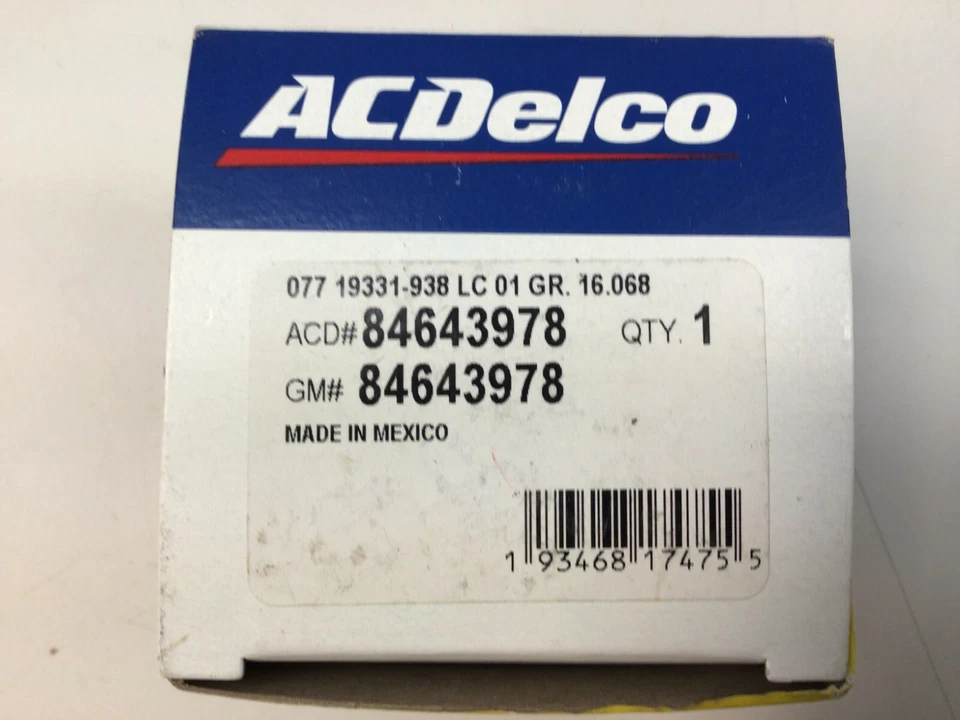 ACDelco
077 19331-938 LC 01 GR. 16.068
ACD# 84643978 QTY. 1
GM# 84643978
MADE IN MEXICO
1 93468 17475 5